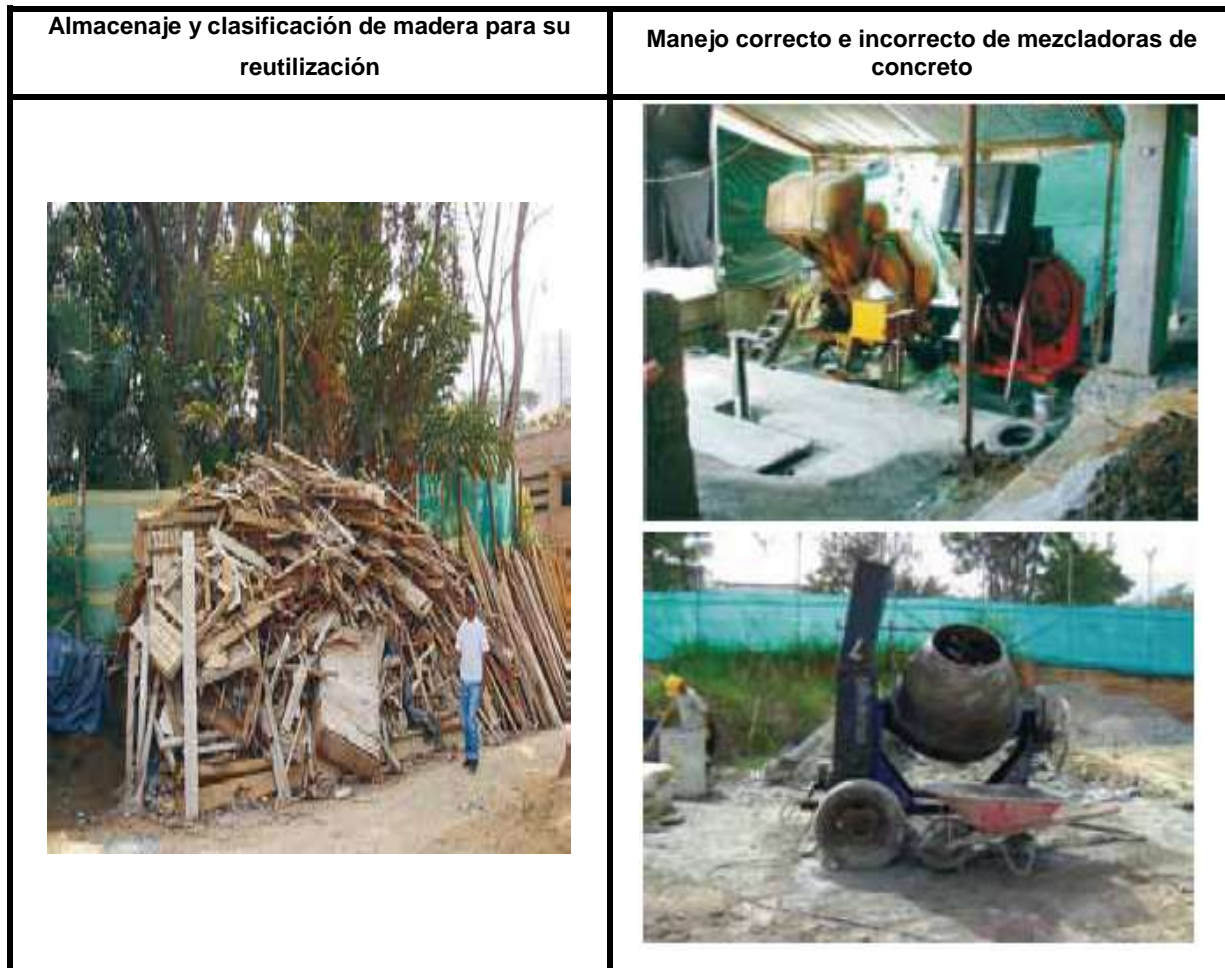 Almacenaje y clasificación de madera para su
reutilización
Manejo correcto e incorrecto de mezcladoras de
concreto